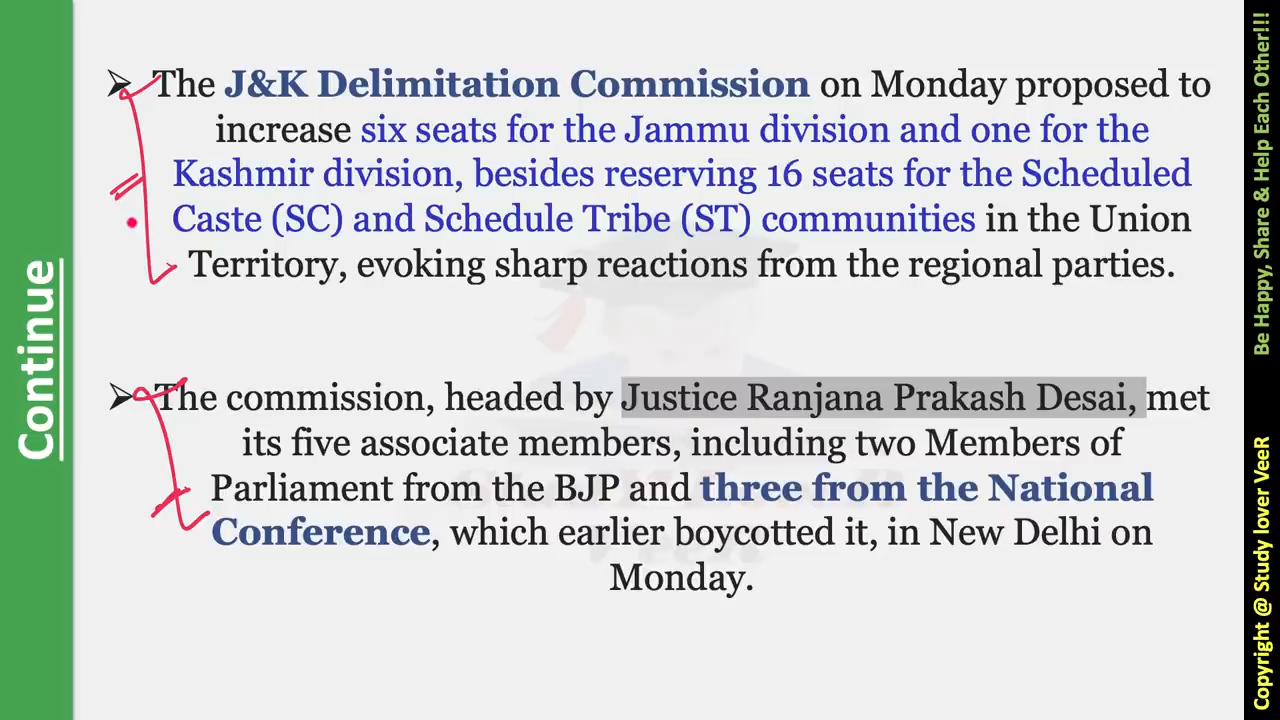 The J&K Delimitation Commission on Monday proposed to
increase six seats for the Jammu division and one for the
Kashmir division, besides reserving 16 seats for the Scheduled
Caste (SC) and Schedule Tribe (ST) communities in the Union
Territory, evoking sharp reactions from the regional parties.
The commission, headed by Justice Ranjana Prakash Desai, met
its five associate members, including two Members of
Parliament from the BJP and three from the National
Conference, which earlier boycotted it, in New Delhi on
Monday.
Continue
Be Happy, Share & Help Each Other!!!
Copyright @ Study lover VeeR